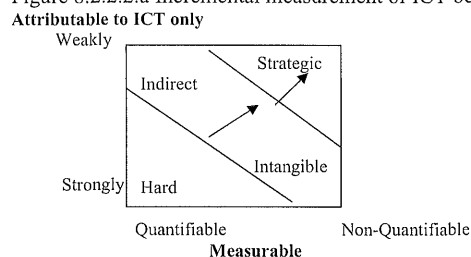 Attributable to ICT only
Weakly
Strategic
Indirect
Intangible
Strongly Hard
Quantifiable Non-Quantifiable
Measurable